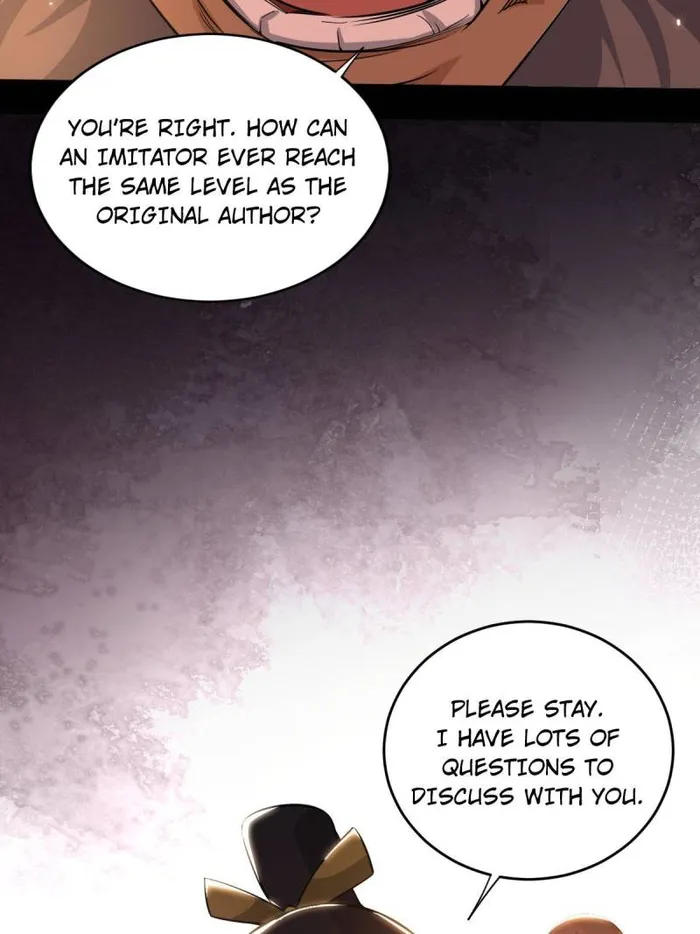 YOU'RE RIGHT. HOW CAN
AN IMITATOR EVER REACH
THE SAME LEVEL AS THE
ORIGINAL AUTHOR?
PLEASE STAY.
I HAVE LOTS OF
QUESTIONS TO
DISCUSS WITH YOU.